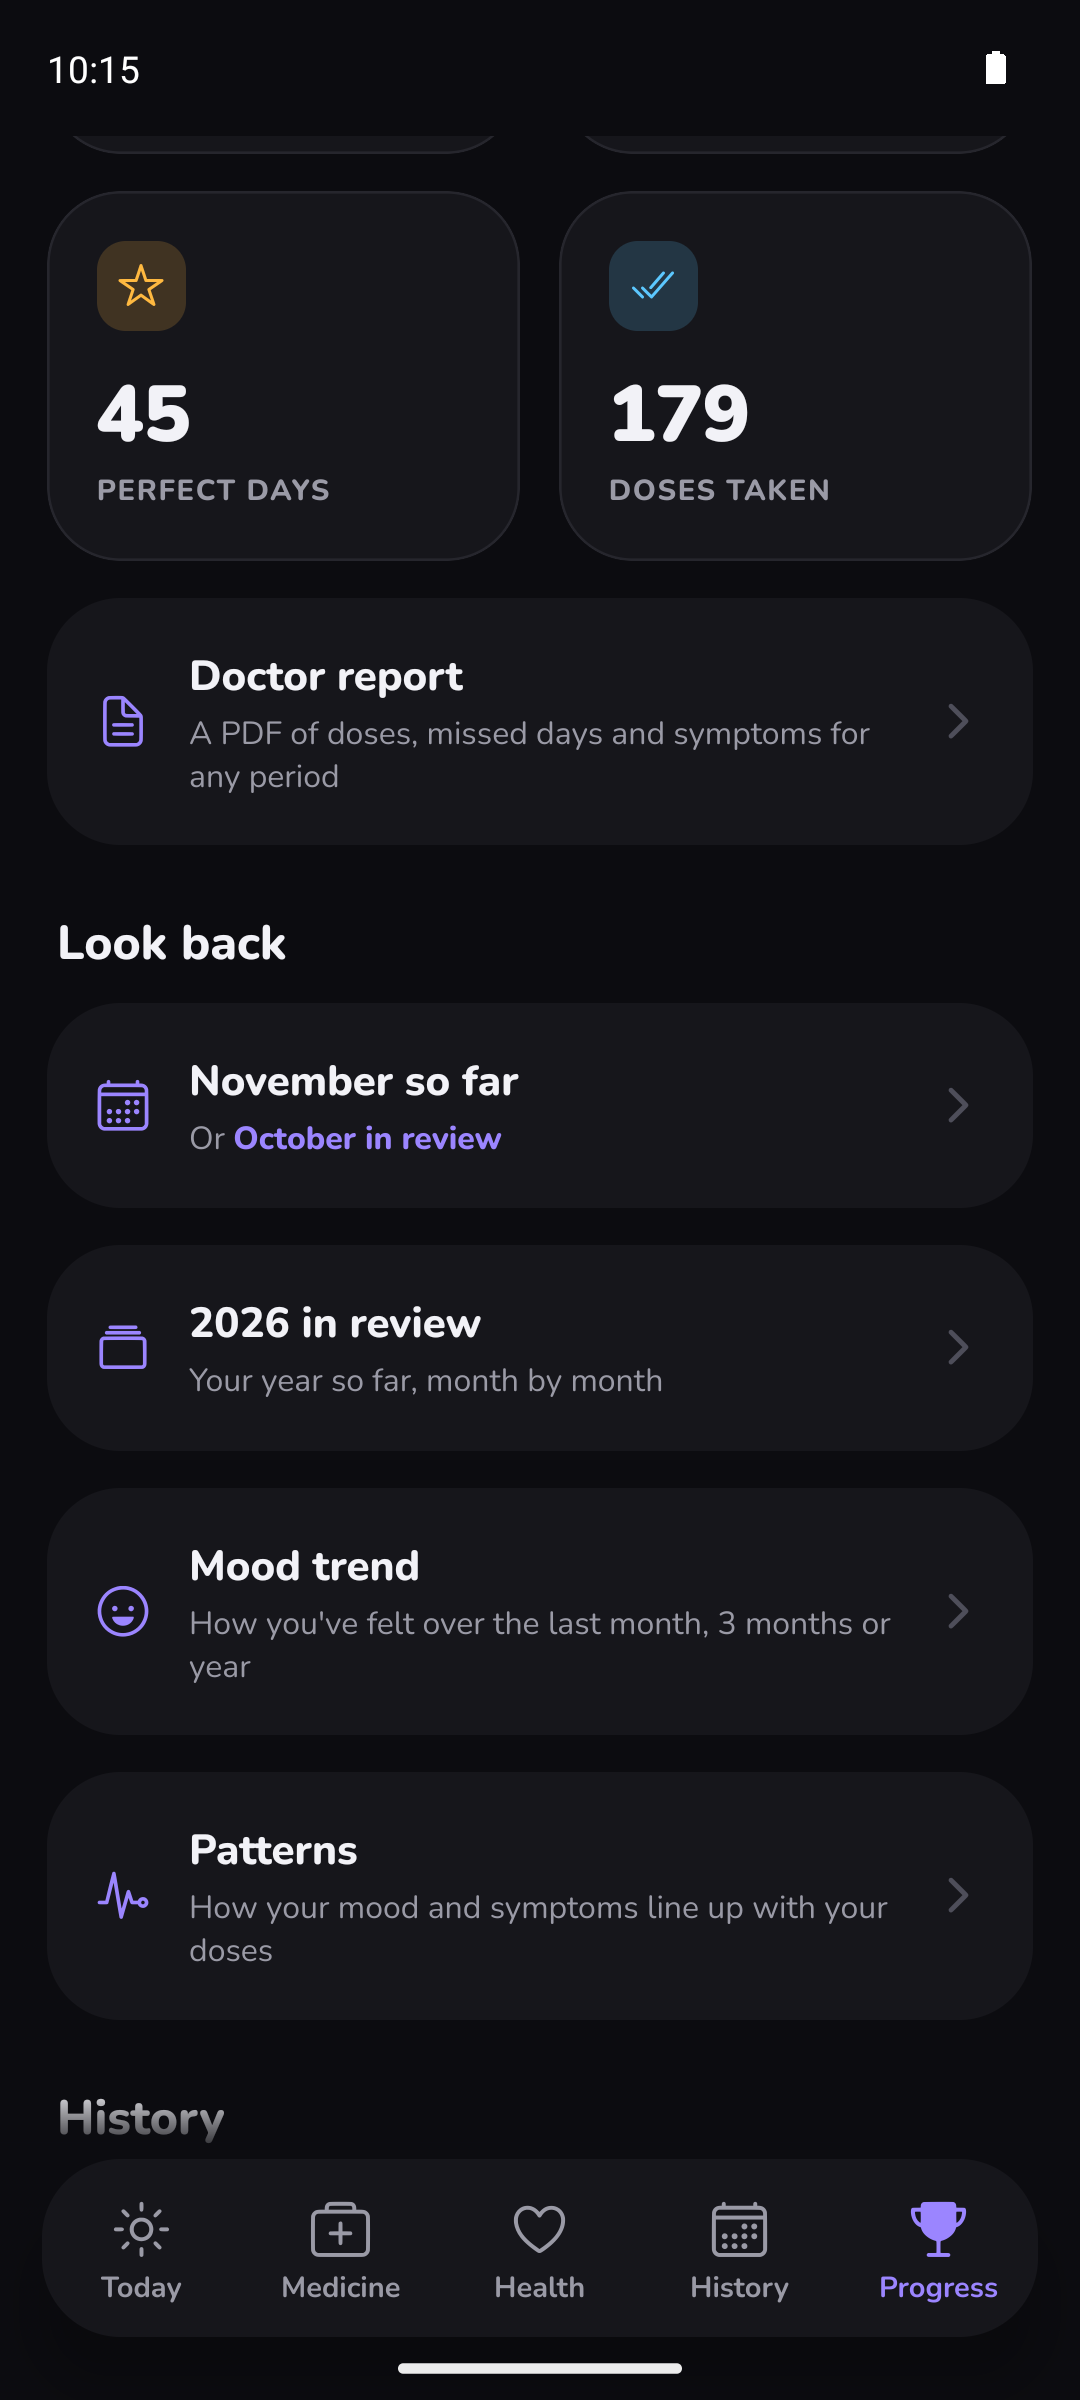 10:15
45
PERFECT DAYS
179
DOSES TAKEN
Doctor report
A PDF of doses, missed days and symptoms for
any period
Look back
November so far
Or October in review
2026 in review
Your year so far, month by month
Mood trend
How you've felt over the last month, 3 months or
year
Patterns
How your mood and symptoms line up with your
doses
History
Today
Medicine
Health
History
Progress